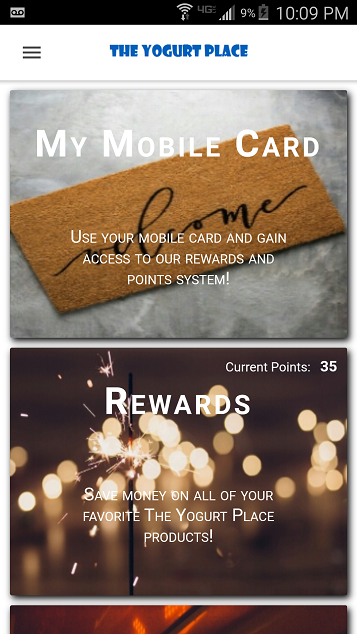 4G 9% 10:09 PM
THE YOGURT PLACE
MY MOBILE CARD
welcome
USE YOUR MOBILE CARD AND GAIN
ACCESS TO OUR REWARDS AND
POINTS SYSTEM!
Current Points: 35
REWARDS
SAVE MONEY ON ALL OF YOUR
FAVORITE THE YOGURT PLACE
PRODUCTS!